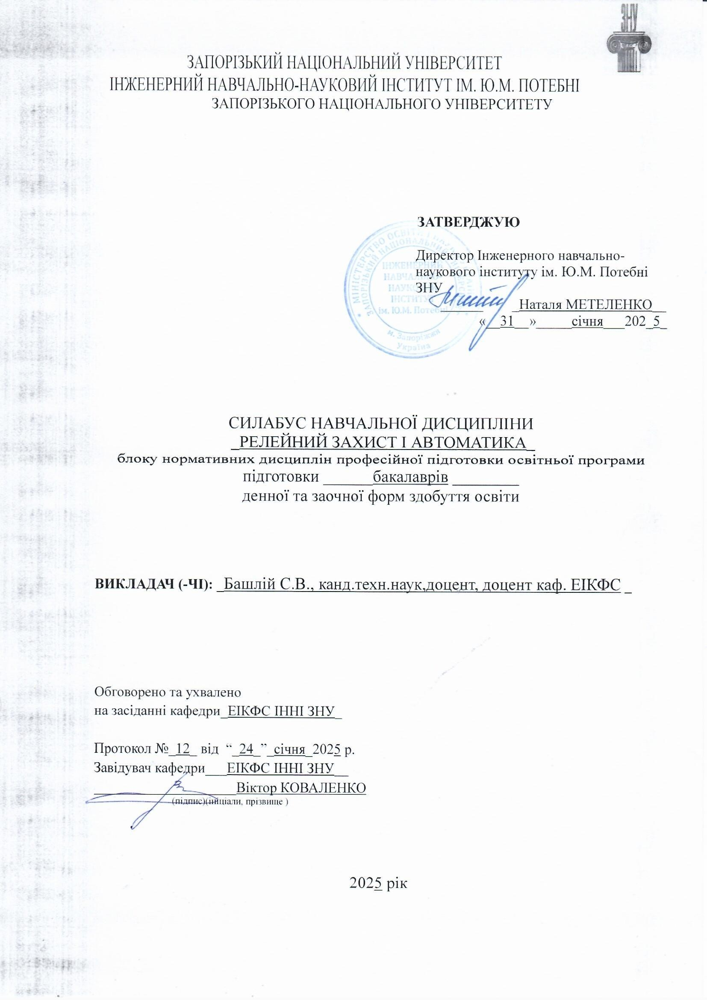 ЗНУ
ЗАПОРІЗЬКИЙ НАЦІОНАЛЬНИЙ УНІВЕРСИТЕТ
ІНЖЕНЕРНИЙ НАВЧАЛЬНО-НАУКОВИЙ ІНСТИТУТ ІМ. Ю.М. ПОТЕБНІ
ЗАПОРІЗЬКОГО НАЦІОНАЛЬНОГО УНІВЕРСИТЕТУ
ЗАТВЕРДЖУЮ
Директор Інженерного навчально-
наукового інституту ім. Ю.М. Потебні
ЗНУ
______ _Наталя МЕТЕЛЕНКО__
«__31__»_____січня___202_5_
МІНІСТЕРСТВО ОСВІТИ І НАУКИ
ЗАПОРІЗЬКИЙ НАЦІОНАЛЬНИЙ
ІНЖЕНЕРНИЙ
НАВЧАЛЬНО-
НАУКОВИЙ
ІНСТИТУТ
ім. Ю.М. Потебні
м. Запоріжжя
Україна
СИЛАБУС НАВЧАЛЬНОЇ ДИСЦИПЛІНИ
_РЕЛЕЙНИЙ ЗАХИСТ І АВТОМАТИКА_
блоку нормативних дисциплін професійної підготовки освітньої програми
підготовки ______бакалаврів ________
денної та заочної форм здобуття освіти
ВИКЛАДАЧ (-ЧІ): _Башлій С.В., канд.техн.наук,доцент, доцент каф. ЕІКФС _
Обговорено та ухвалено
на засіданні кафедри_ЕІКФС ІННІ ЗНУ_
Протокол №_12_ від “_24_”_січня_2025 р.
Завідувач кафедри___ЕІКФС ІННІ ЗНУ__
____________________Віктор КОВАЛЕНКО
(підпис)(ініціали, прізвище )
2025 рік